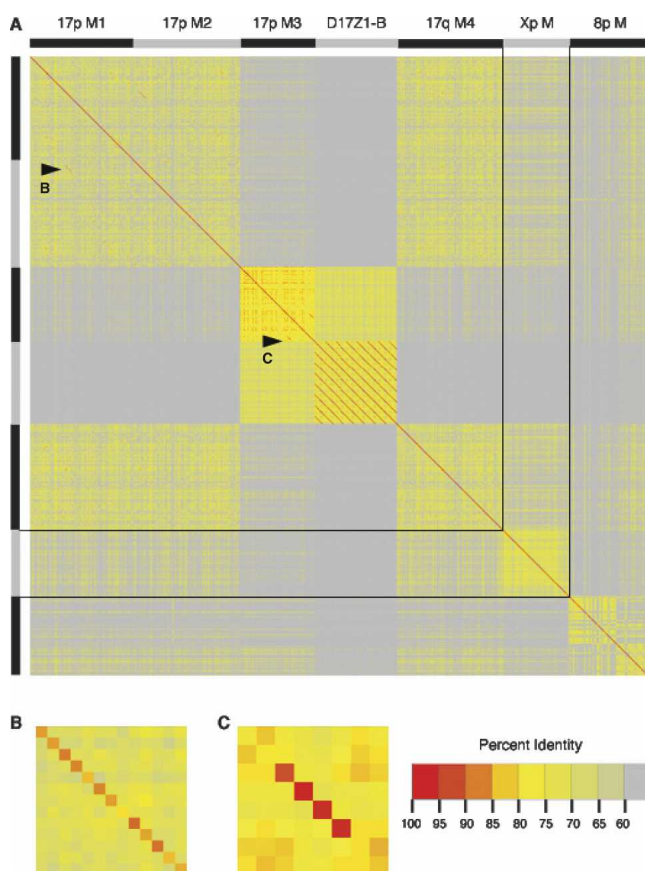 A 17p M1 17p M2 17p M3 D17Z1-B 17q M4 Xp M 8p M
B
C
B C
Percent Identity
100 95 90 85 80 75 70 65 60